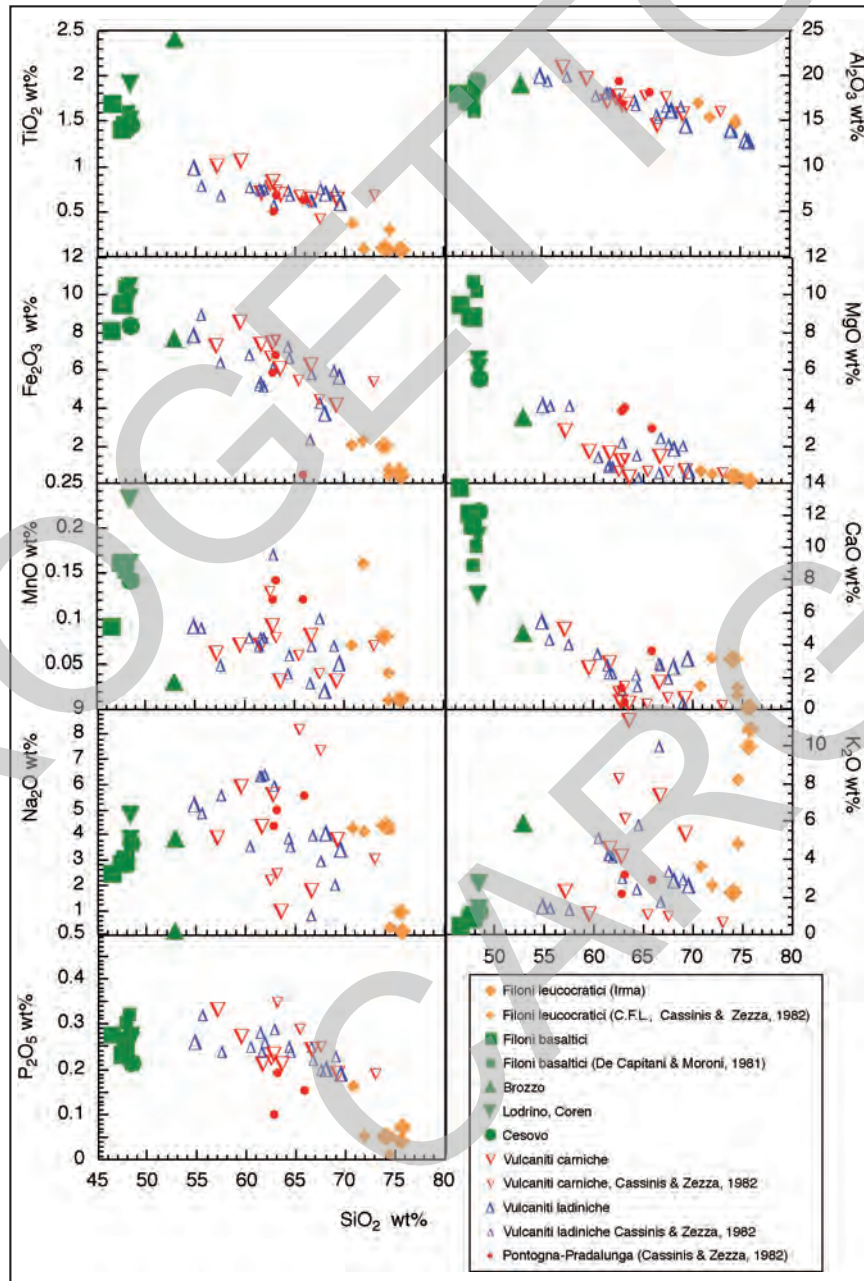 2.5
2
1.5
1
0.5
12
TiO2 wt%
25
20
15
10
5
12
Al2O3 wt%
10
8
6
4
2
0.25
Fe2O3 wt%
10
8
6
4
2
14
MgO wt%
0.2
0.15
0.1
0.05
9
MnO wt%
12
10
8
6
4
2
0
CaO wt%
8
7
6
5
4
3
2
1
0.5
Na2O wt%
10
8
6
4
2
0
K2O wt%
50 55 60 65 70 75 80
0.4
0.3
0.2
0.1
0
P2O5 wt%
45 50 55 60 65 70 75 80
SiO2 wt%
Filoni leucocratici (Irma)
Filoni leucocratici (C.F.L., Cassinis & Zezza, 1982)
Filoni basaltici
Filoni basaltici (De Capitani & Moroni, 1981)
Brozzo
Lodrino, Coren
Cesovo
Vulcaniti carniche
Vulcaniti carniche, Cassinis & Zezza, 1982
Vulcaniti ladiniche
Vulcaniti ladiniche Cassinis & Zezza, 1982
Pontogna-Pradalunga (Cassinis & Zezza, 1982)
OGETTO
CARG